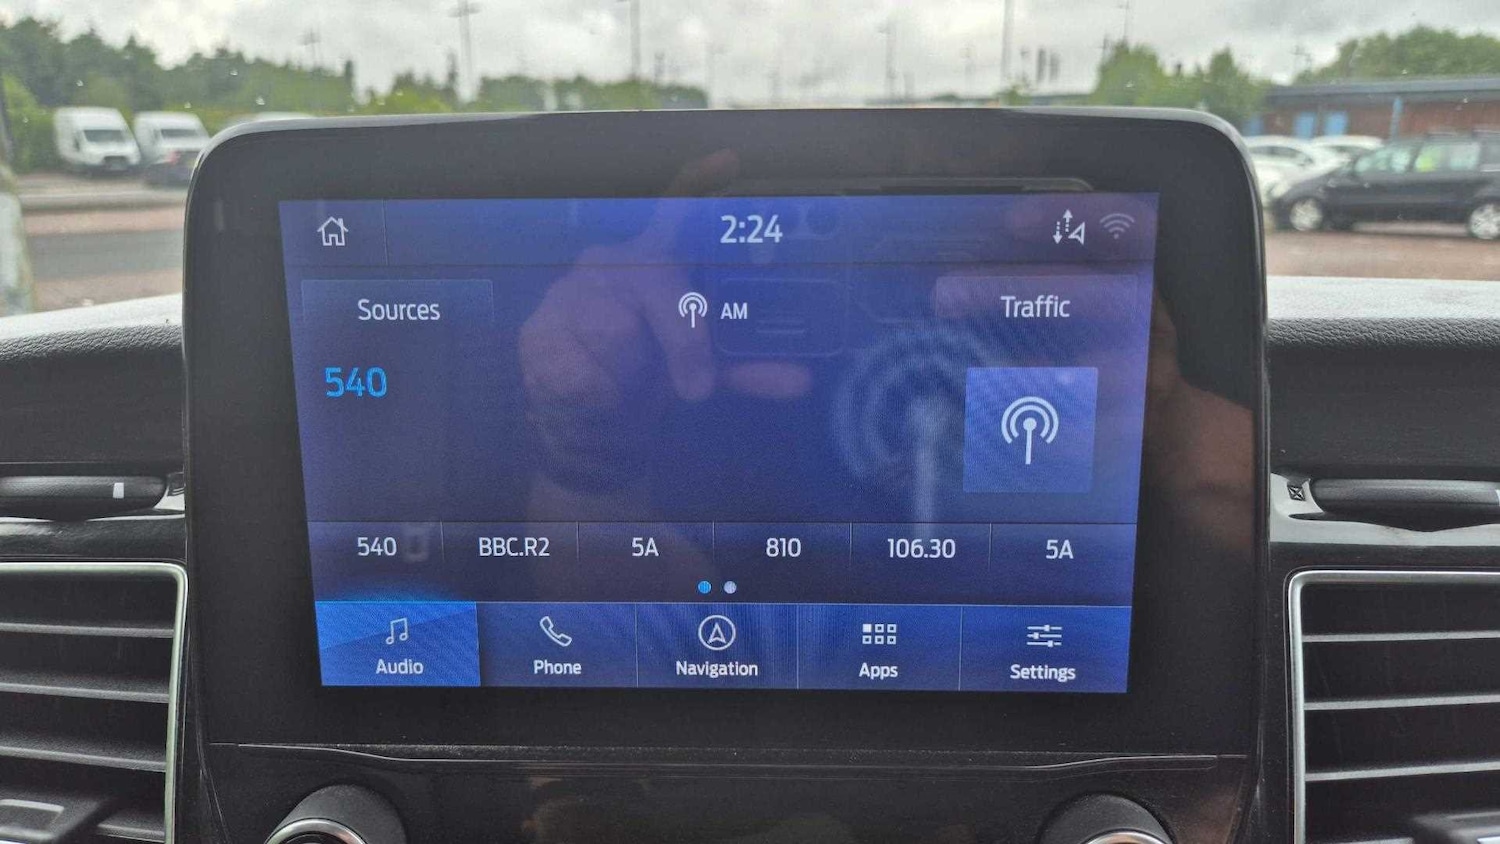 2:24
Sources
AM
Traffic
540
540 BBC.R2 5A 810 106.30 5A
Audio Phone Navigation Apps Settings